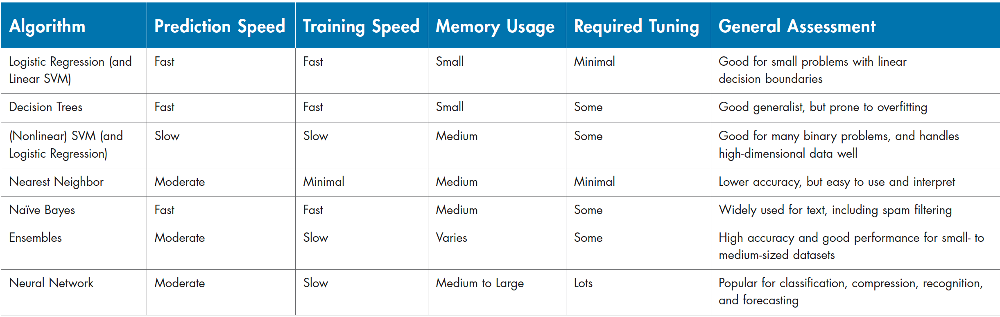 Algorithm Prediction Speed Training Speed Memory Usage Required Tuning General Assessment
Logistic Regression (and Fast Fast Small Minimal Good for small problems with linear
Linear SVM) decision boundaries
Decision Trees Fast Fast Small Some Good generalist, but prone to overfitting
(Nonlinear) SVM (and Slow Slow Medium Some Good for many binary problems, and handles
Logistic Regression) high-dimensional data well
Nearest Neighbor Moderate Minimal Medium Minimal Lower accuracy, but easy to use and interpret
Naïve Bayes Fast Fast Medium Some Widely used for text, including spam filtering
Ensembles Moderate Slow Varies Some High accuracy and good performance for small- to
medium-sized datasets
Neural Network Moderate Slow Medium to Large Lots Popular for classification, compression, recognition,
and forecasting